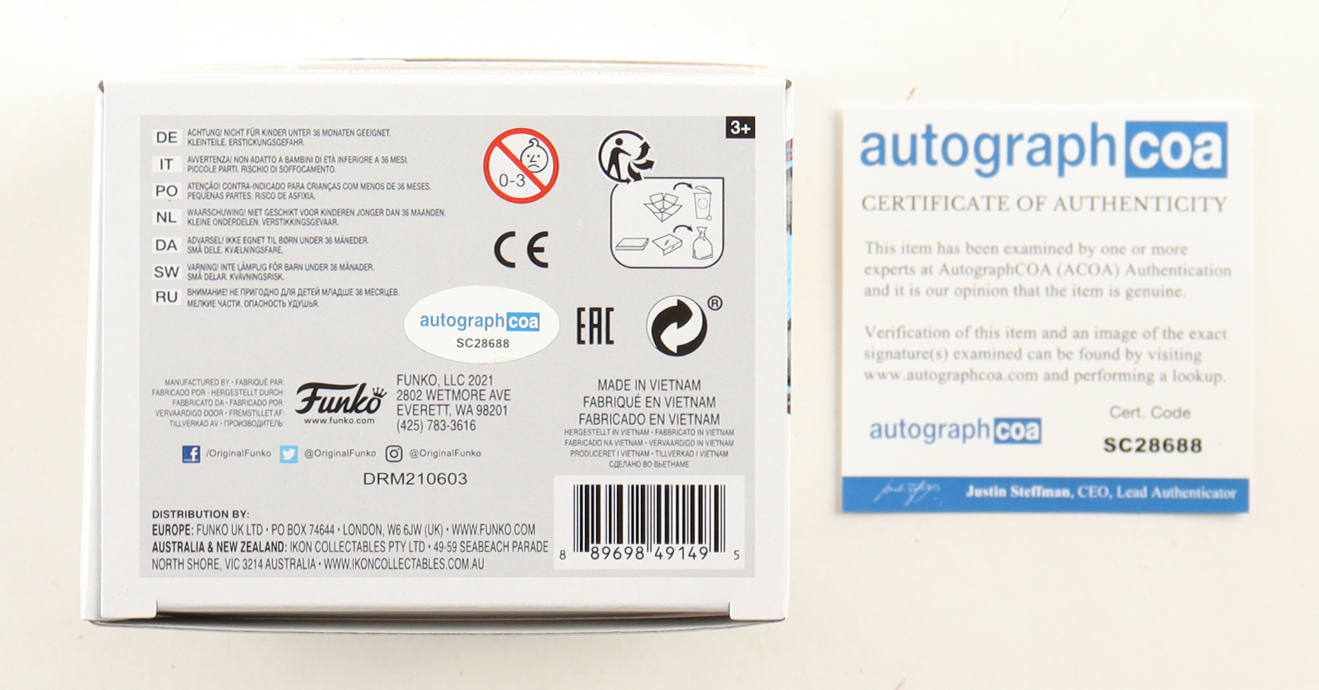 3+
DE ACHTUNG! NICHT FÜR KINDER UNTER 36 MONATEN GEEIGNET.
KLEINTEILE. ERSTICKUNGSGEFAHR.
IT AVVERTENZA! NON ADATTO A BAMBINI DI ETÀ INFERIORE A 36 MESI.
PICCOLE PARTI. RISCHIO DI SOFFOCAMENTO.
PO ATENÇÃO! CONTRA-INDICADO PARA CRIANÇAS COM MENOS DE 36 MESES.
PEQUENAS PARTES. RISCO DE ASFIXIA.
NL WAARSCHUWING! NIET GESCHIKT VOOR KINDEREN JONGER DAN 36 MAANDEN.
KLEINE ONDERDELEN. VERSTIKKINGSGEVAAR.
DA ADVARSEL! IKKE EGNET TIL BØRN UNDER 36 MÅNEDER.
SMÅ DELE. KVÆLNINGSFARE.
SW VARNING! INTE LÄMPLIG FÖR BARN UNDER 36 MÅNADER.
SMÅ DELAR. KVÄVNINGSRISK.
RU ВНИМАНИЕ! НЕ ПРИГОДНО ДЛЯ ДЕТЕЙ МЛАДШЕ 36 МЕСЯЦЕВ.
МЕЛКИЕ ЧАСТИ. ОПАСНОСТЬ УДУШЬЯ.
0-3
CE
autograph coa
SC28688
EAC
®
MANUFACTURED BY • FABRIQUÉ PAR:
FABRICADO POR • HERGESTELLT DURCH:
FABBRICATO DA • FABRICADO POR:
VERVAARDIGD DOOR • FREMSTILLET AF:
TILLVERKAD AV • ПРОИЗВОДИТЕЛЬ:
Funko
www.funko.com
FUNKO, LLC 2021
2802 WETMORE AVE
EVERETT, WA 98201
(425) 783-3616
MADE IN VIETNAM
FABRIQUÉ EN VIETNAM
FABRICADO EN VIETNAM
HERGESTELLT IN VIETNAM • FABBRICATO IN VIETNAM
FABRICADO NA VIETNAM • VERVAARDIGD IN VIETNAM
PRODUCERET I VIETNAM • TILLVERKAD I VIETNAM
СДЕЛАНО ВО ВЬЕТНАМЕ
/OriginalFunko @OriginalFunko @OriginalFunko
DRM210603
DISTRIBUTION BY:
EUROPE: FUNKO UK LTD • PO BOX 74644 • LONDON, W6 6JW (UK) • WWW.FUNKO.COM
AUSTRALIA & NEW ZEALAND: IKON COLLECTABLES PTY LTD • 49-59 SEABEACH PARADE
NORTH SHORE, VIC 3214 AUSTRALIA • WWW.IKONCOLLECTABLES.COM.AU
8 89698 49149 5
autograph coa
CERTIFICATE OF AUTHENTICITY
This item has been examined by one or more
experts at AutographCOA (ACOA) Authentication
and it is our opinion that the item is genuine.
Verification of this item and an image of the exact
signature(s) examined can be found by visiting
www.autographcoa.com and performing a lookup.
autograph coa
Cert. Code
SC28688
Justin Steffman, CEO, Lead Authenticator